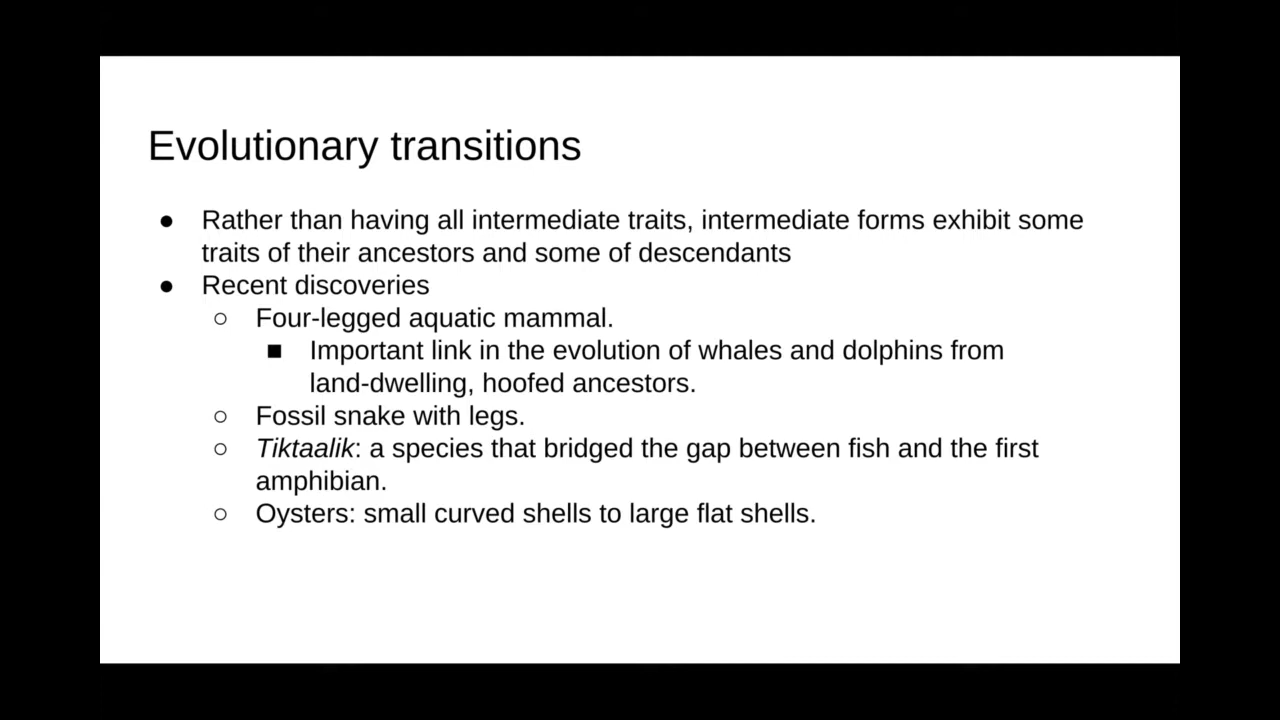 Evolutionary transitions
● Rather than having all intermediate traits, intermediate forms exhibit some
traits of their ancestors and some of descendants
● Recent discoveries
○ Four-legged aquatic mammal.
■ Important link in the evolution of whales and dolphins from
land-dwelling, hoofed ancestors.
○ Fossil snake with legs.
○ Tiktaalik: a species that bridged the gap between fish and the first
amphibian.
○ Oysters: small curved shells to large flat shells.